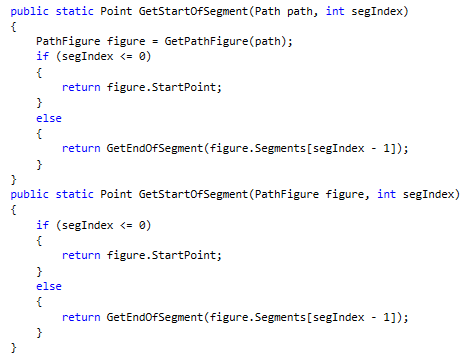 public static Point GetStartOfSegment(Path path, int segIndex)
{
    PathFigure figure = GetPathFigure(path);
    if (segIndex <= 0)
    {
        return figure.StartPoint;
    }
    else
    {
        return GetEndOfSegment(figure.Segments[segIndex - 1]);
    }
}
public static Point GetStartOfSegment(PathFigure figure, int segIndex)
{
    if (segIndex <= 0)
    {
        return figure.StartPoint;
    }
    else
    {
        return GetEndOfSegment(figure.Segments[segIndex - 1]);
    }
}